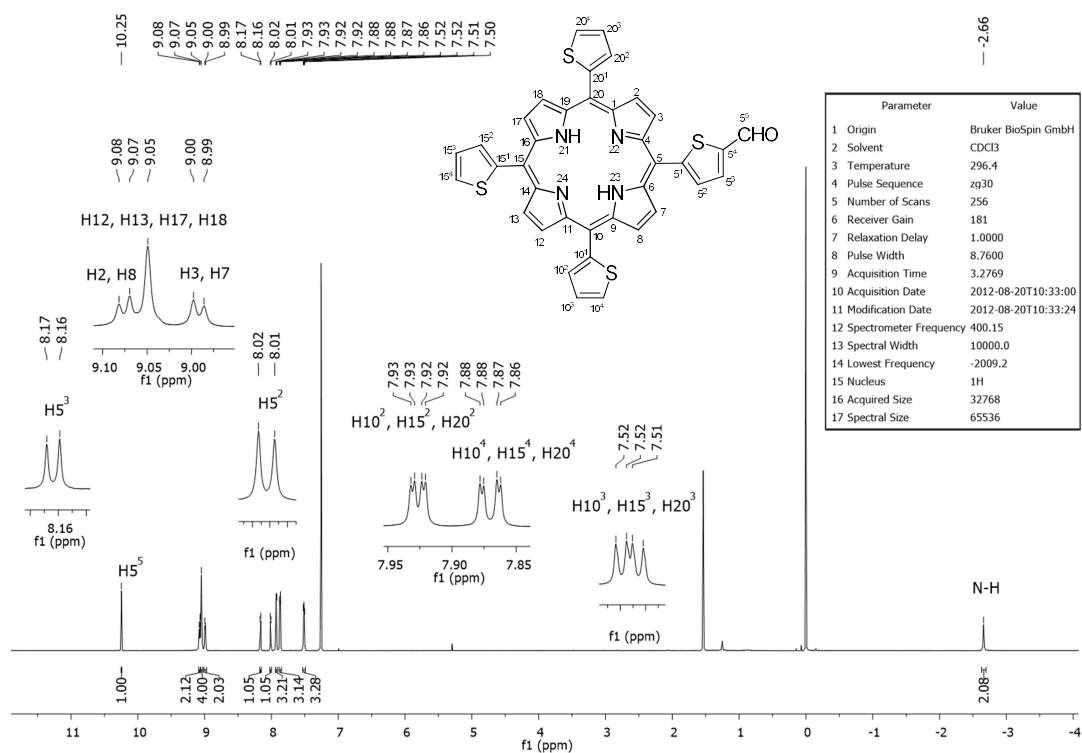 10.25
9.08
9.07
9.05
9.00
8.99
8.17
8.16
8.02
8.01
7.93
7.93
7.92
7.92
7.88
7.88
7.87
7.86
7.52
7.52
7.51
7.50
-2.66
20⁴
20³
S
20²
20¹
20
18
19
1
2
17
3
15²
16
NH
21
N
22
4
S
5⁵
CHO
15³
15¹
15
5
5¹
5⁴
15⁴
S
24
N
23
HN
5²
5³
14
6
13
11
9
7
12
10
8
10¹
10²
S
10³
10⁴
Parameter Value
1 Origin Bruker BioSpin GmbH
2 Solvent CDCl3
3 Temperature 296.4
4 Pulse Sequence zg30
5 Number of Scans 256
6 Receiver Gain 181
7 Relaxation Delay 1.0000
8 Pulse Width 8.7600
9 Acquisition Time 3.2769
10 Acquisition Date 2012-08-20T10:33:00
11 Modification Date 2012-08-20T10:33:24
12 Spectrometer Frequency 400.15
13 Spectral Width 10000.0
14 Lowest Frequency -2009.2
15 Nucleus 1H
16 Acquired Size 32768
17 Spectral Size 65536
9.08
9.07
9.05
9.00
8.99
H12, H13, H17, H18
H2, H8
H3, H7
9.10 9.05 9.00
f1 (ppm)
8.17
8.16
H5³
8.16
f1 (ppm)
8.02
8.01
H5²
f1 (ppm)
7.93
7.93
7.92
7.92
7.88
7.88
7.87
7.86
H10², H15², H20²
H10⁴, H15⁴, H20⁴
7.95 7.90 7.85
f1 (ppm)
7.52
7.52
7.51
H10³, H15³, H20³
f1 (ppm)
H5⁵
N-H
1.00
2.12
4.00
2.03
1.05
1.05
3.21
3.14
3.28
2.08
11 10 9 8 7 6 5 4 3 2 1 0 -1 -2 -3 -4
f1 (ppm)